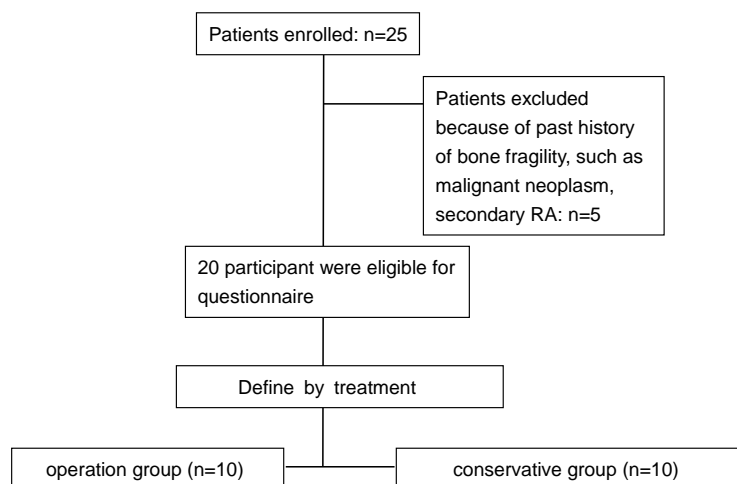 Patients enrolled: n=25
Patients excluded
because of past history
of bone fragility, such as
malignant neoplasm,
secondary RA: n=5
20 participant were eligible for
questionnaire
Define by treatment
operation group (n=10)
conservative group (n=10)